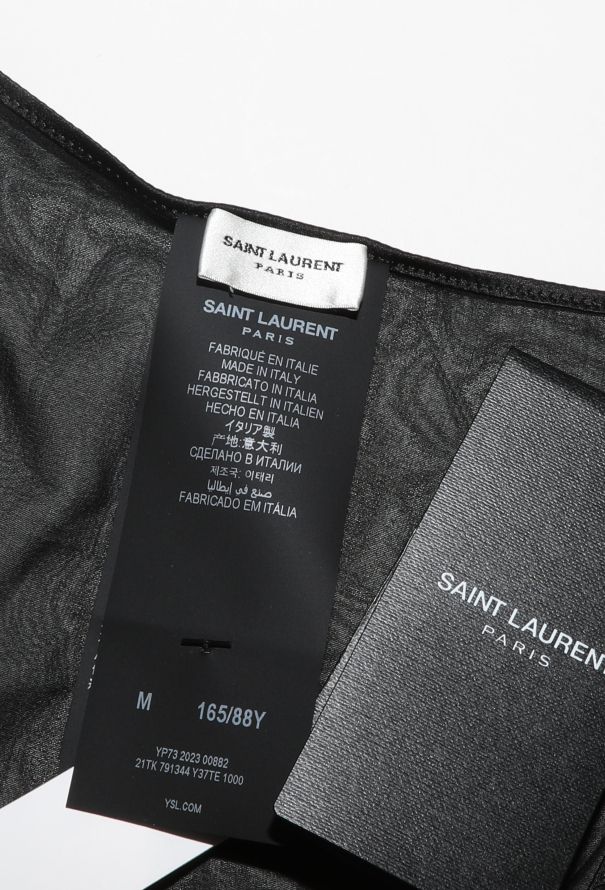 SAINT LAURENT
PARIS
SAINT LAURENT
PARIS
FABRIQUÉ EN ITALIE
MADE IN ITALY
FABBRICATO IN ITALIA
HERGESTELLT IN ITALIEN
HECHO EN ITALIA
イタリア製
产地:意大利
СДЕЛАНО В ИТАЛИИ
제조국: 이태리
صنع في إيطاليا
FABRICADO EM ITÁLIA
M 165/88Y
YP73 2023 00882
21TK 791344 Y37TE 1000
YSL.COM
SAINT LAUREN
PARIS